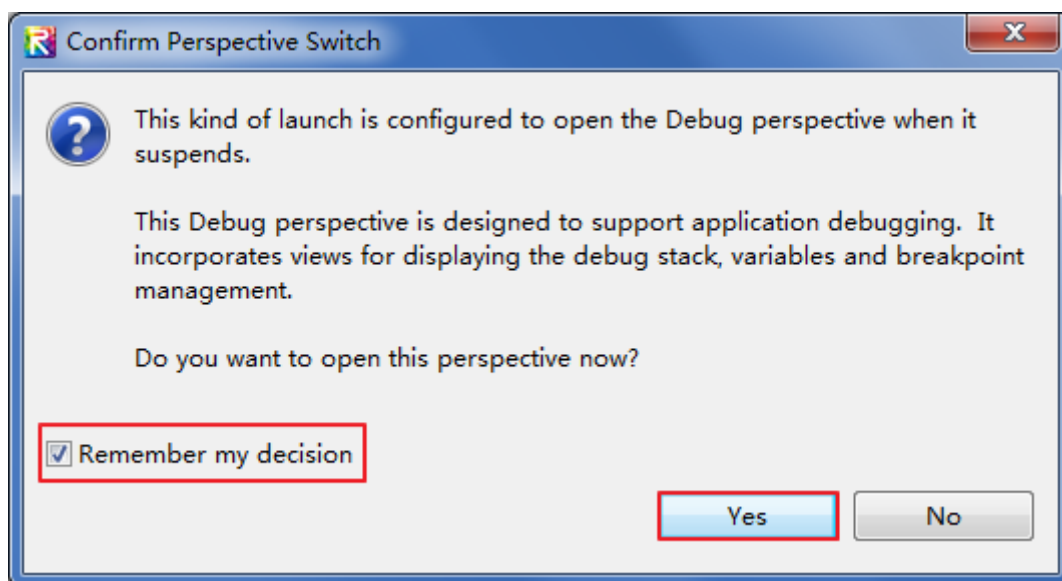 Confirm Perspective Switch
This kind of launch is configured to open the Debug perspective when it
suspends.
This Debug perspective is designed to support application debugging.  It
incorporates views for displaying the debug stack, variables and breakpoint
management.
Do you want to open this perspective now?
Remember my decision
Yes
No